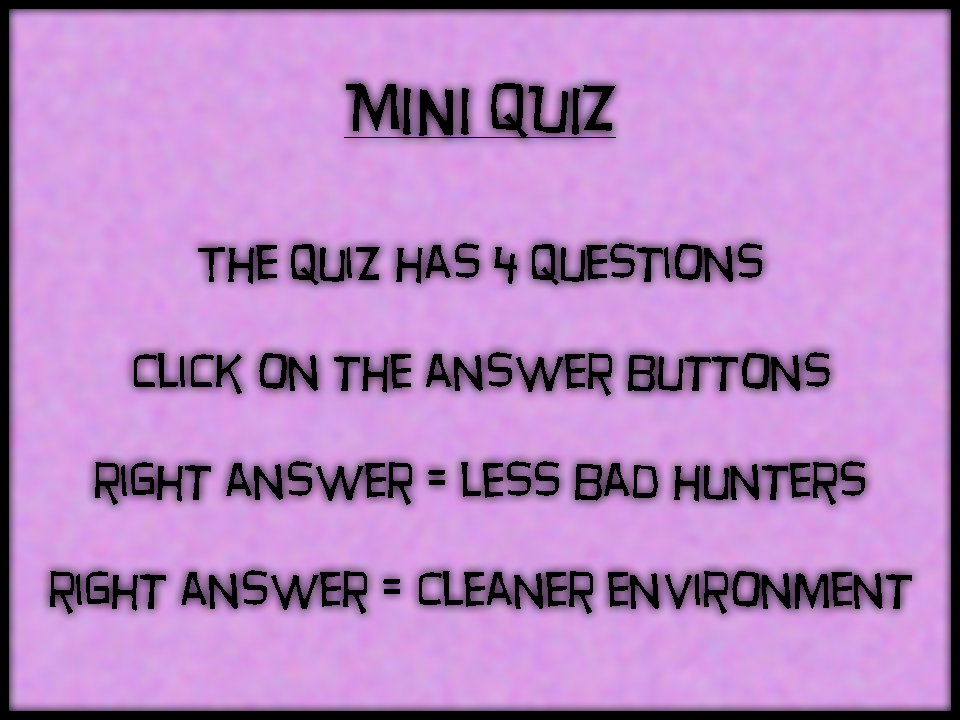 MINI QUIZ
THE QUIZ HAS 4 QUESTIONS
CLICK ON THE ANSWER BUTTONS
RIGHT ANSWER = LESS BAD HUNTERS
RIGHT ANSWER = CLEANER ENVIRONMENT